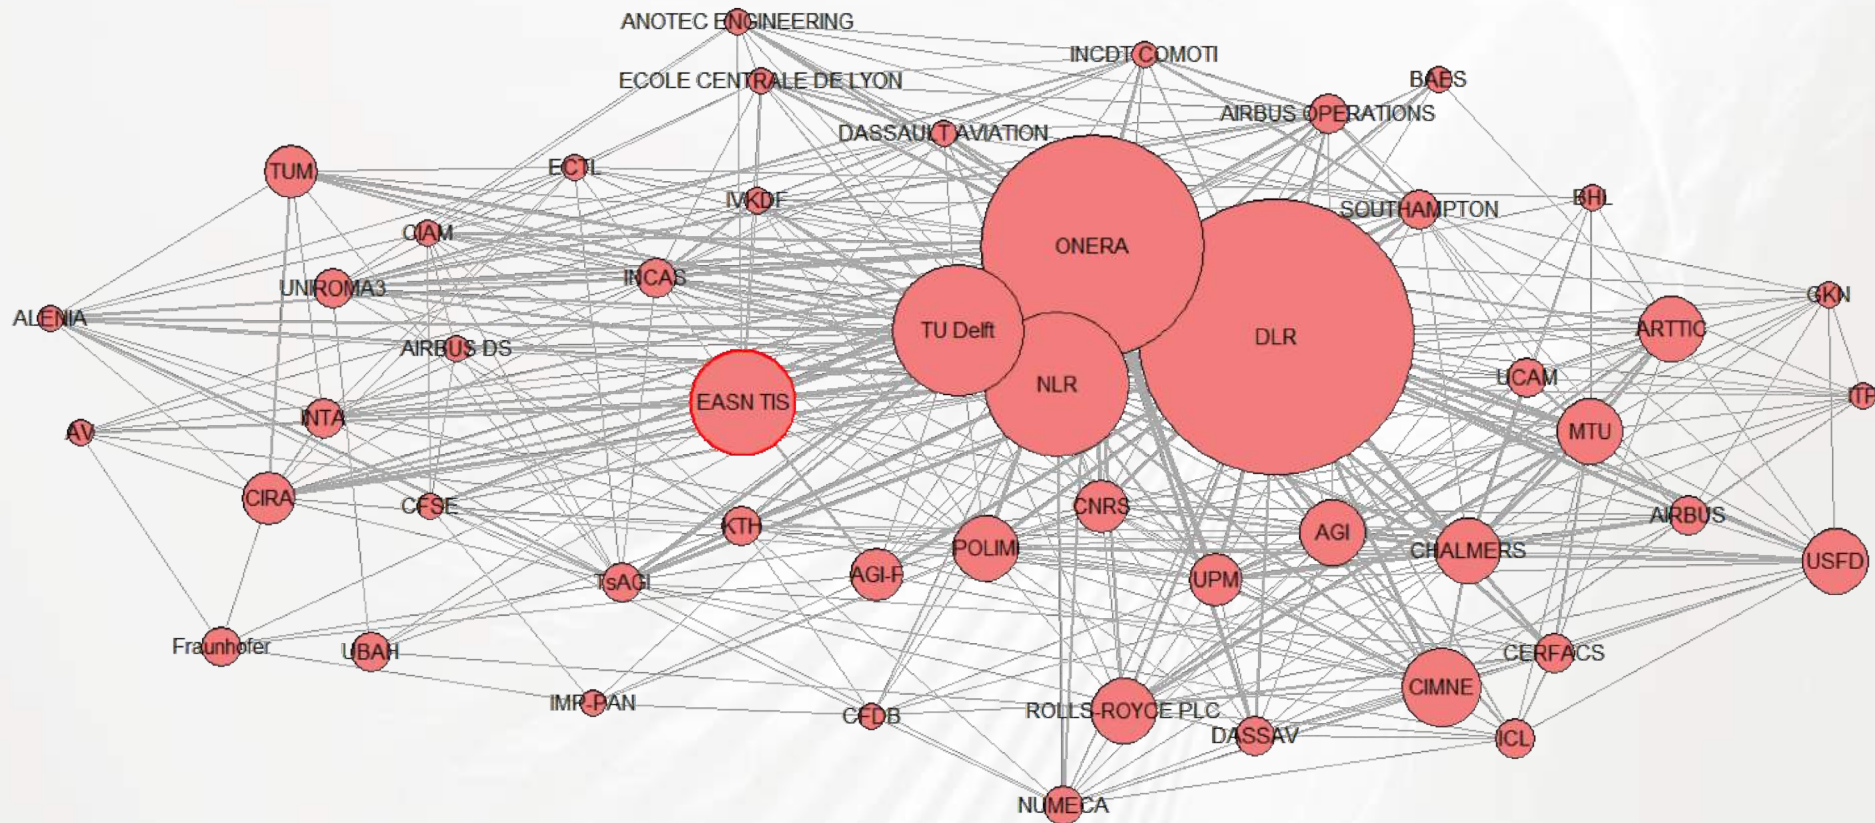 ANOTEC ENGINEERING
INCDT COMOTI
ECOLE CENTRALE DE LYON
BAES
AIRBUS OPERATIONS
DASSAULT AVIATION
TUM
ECTL
IVKDF
BHL
SOUTHAMPTON
CIAM
ONERA
INCAS
UNIROMA3
GKN
ALENIA
TU Delft
ARTTIC
DLR
AIRBUS DS
UCAM
NLR
ITP
EASN TIS
INTA
AV
MTU
CIRA
CFSE
CNRS
AIRBUS
KTH
AGI
POLIMI
CHALMERS
USFD
AGI-F
TsAGI
UPM
Fraunhofer
UBAH
CERFACS
CIMNE
IMP-PAN
ROLLS-ROYCE PLC
CFDB
DASSAV
ICL
NUMECA